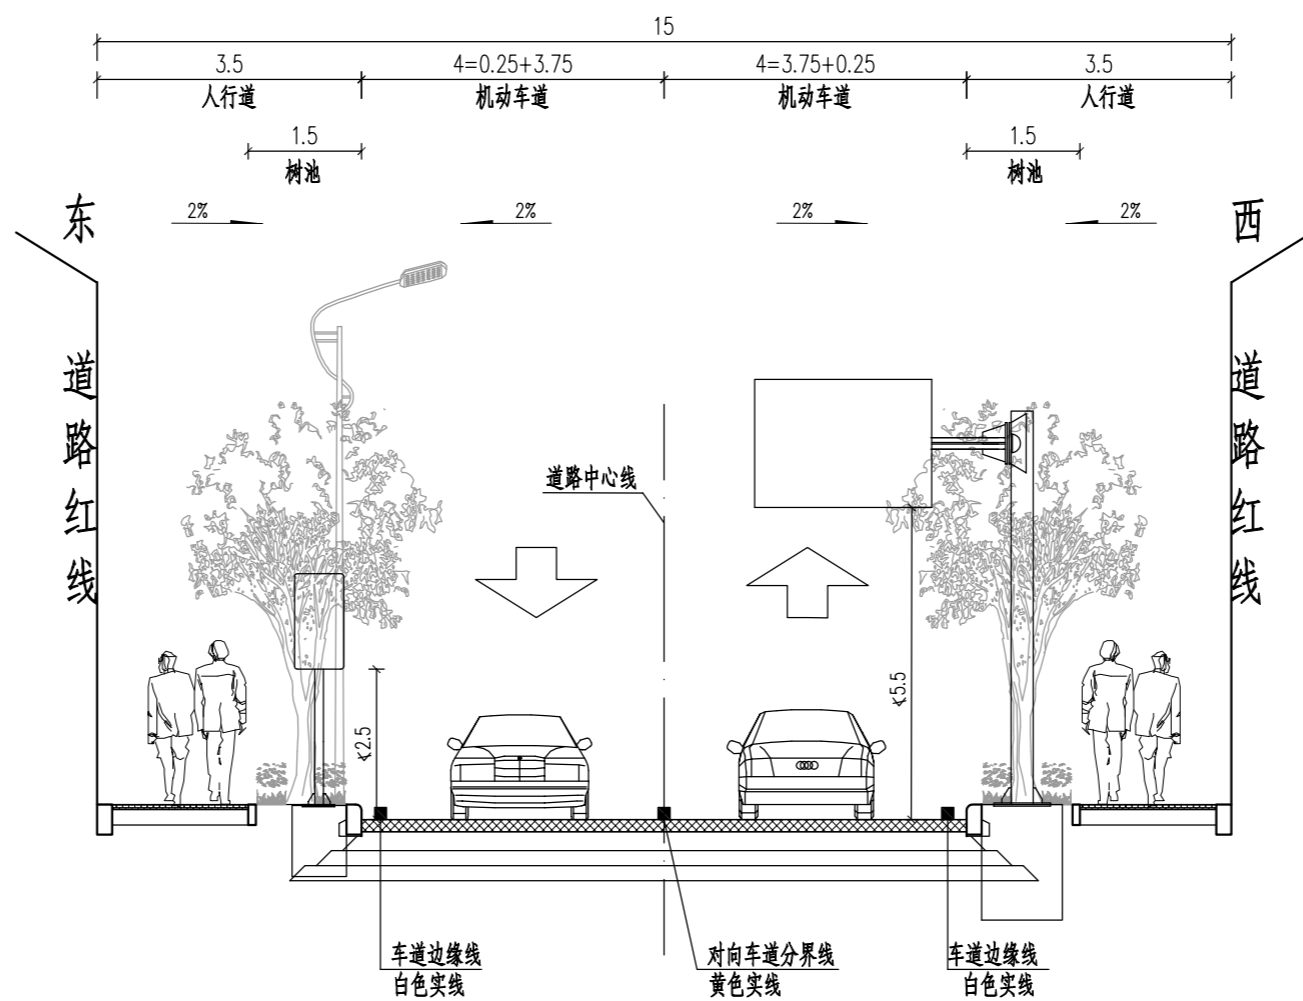 15
3.5
4=0.25+3.75
4=3.75+0.25
3.5
人行道
机动车道
机动车道
人行道
1.5
1.5
树池
树池
东
西
2%
2%
2%
2%
道路红线
道路红线
道路中心线
≮2.5
≮5.5
车道边缘线
白色实线
对向车道分界线
黄色实线
车道边缘线
白色实线